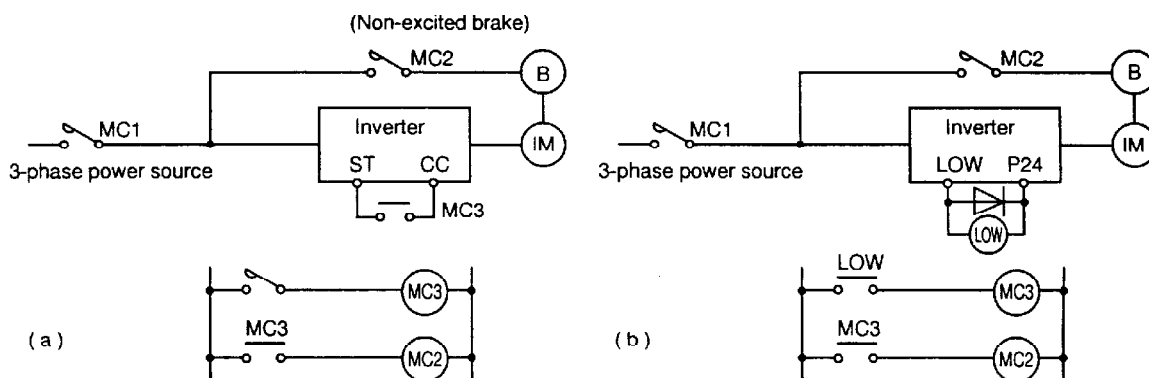 (Non-excited brake)
MC2
B
MC1
Inverter
IM
3-phase power source
ST CC
MC3
MC3
MC3
MC2
(a)
MC2
B
MC1
Inverter
IM
3-phase power source
LOW P24
LOW
LOW
MC3
MC3
MC2
(b)